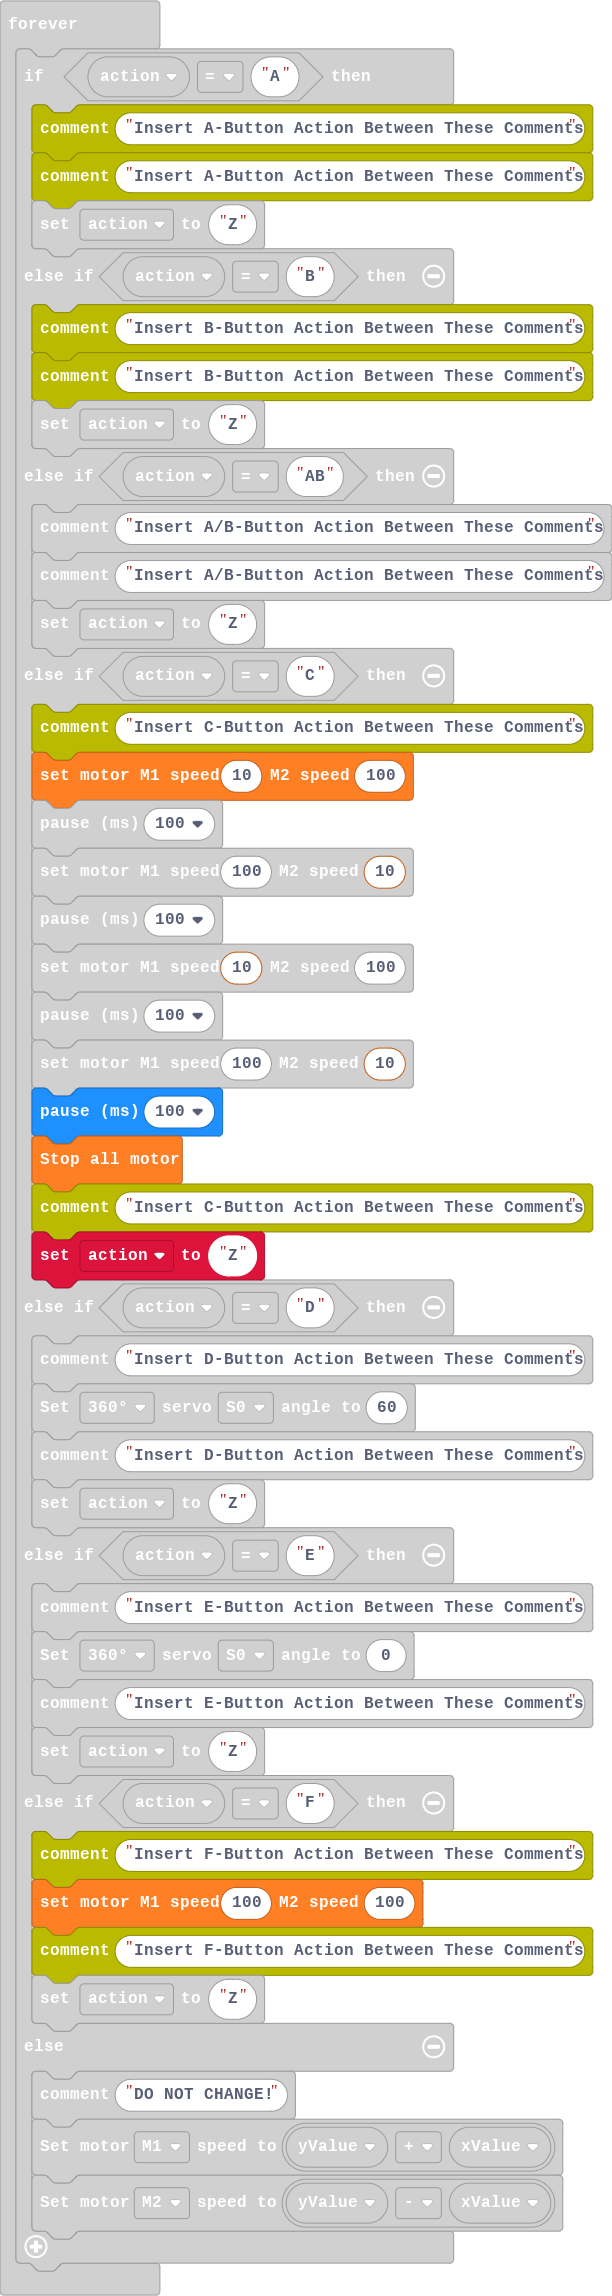 forever
if action = "A" then
comment "Insert A-Button Action Between These Comments"
comment "Insert A-Button Action Between These Comments"
set action to "Z"
else if action = "B" then
comment "Insert B-Button Action Between These Comments"
comment "Insert B-Button Action Between These Comments"
set action to "Z"
else if action = "AB" then
comment "Insert A/B-Button Action Between These Comments"
comment "Insert A/B-Button Action Between These Comments"
set action to "Z"
else if action = "C" then
comment "Insert C-Button Action Between These Comments"
set motor M1 speed 10 M2 speed 100
pause (ms) 100
set motor M1 speed 100 M2 speed 10
pause (ms) 100
set motor M1 speed 10 M2 speed 100
pause (ms) 100
set motor M1 speed 100 M2 speed 10
pause (ms) 100
Stop all motor
comment "Insert C-Button Action Between These Comments"
set action to "Z"
else if action = "D" then
comment "Insert D-Button Action Between These Comments"
Set 360° servo S0 angle to 60
comment "Insert D-Button Action Between These Comments"
set action to "Z"
else if action = "E" then
comment "Insert E-Button Action Between These Comments"
Set 360° servo S0 angle to 0
comment "Insert E-Button Action Between These Comments"
set action to "Z"
else if action = "F" then
comment "Insert F-Button Action Between These Comments"
set motor M1 speed 100 M2 speed 100
comment "Insert F-Button Action Between These Comments"
set action to "Z"
else
comment "DO NOT CHANGE!"
Set motor M1 speed to yValue + xValue
Set motor M2 speed to yValue - xValue